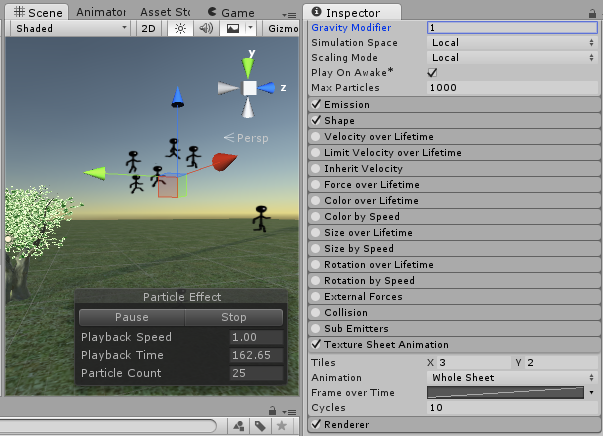 Scene
Animator
Asset Sto
Game
Shaded
2D
Gizmo
y
z
Persp
Particle Effect
Pause
Stop
Playback Speed 1.00
Playback Time 162.65
Particle Count 25
Inspector
Gravity Modifier 1
Simulation Space Local
Scaling Mode Local
Play On Awake*
Max Particles 1000
Emission
Shape
Velocity over Lifetime
Limit Velocity over Lifetime
Inherit Velocity
Force over Lifetime
Color over Lifetime
Color by Speed
Size over Lifetime
Size by Speed
Rotation over Lifetime
Rotation by Speed
External Forces
Collision
Sub Emitters
Texture Sheet Animation
Tiles X 3 Y 2
Animation Whole Sheet
Frame over Time
Cycles 10
Renderer